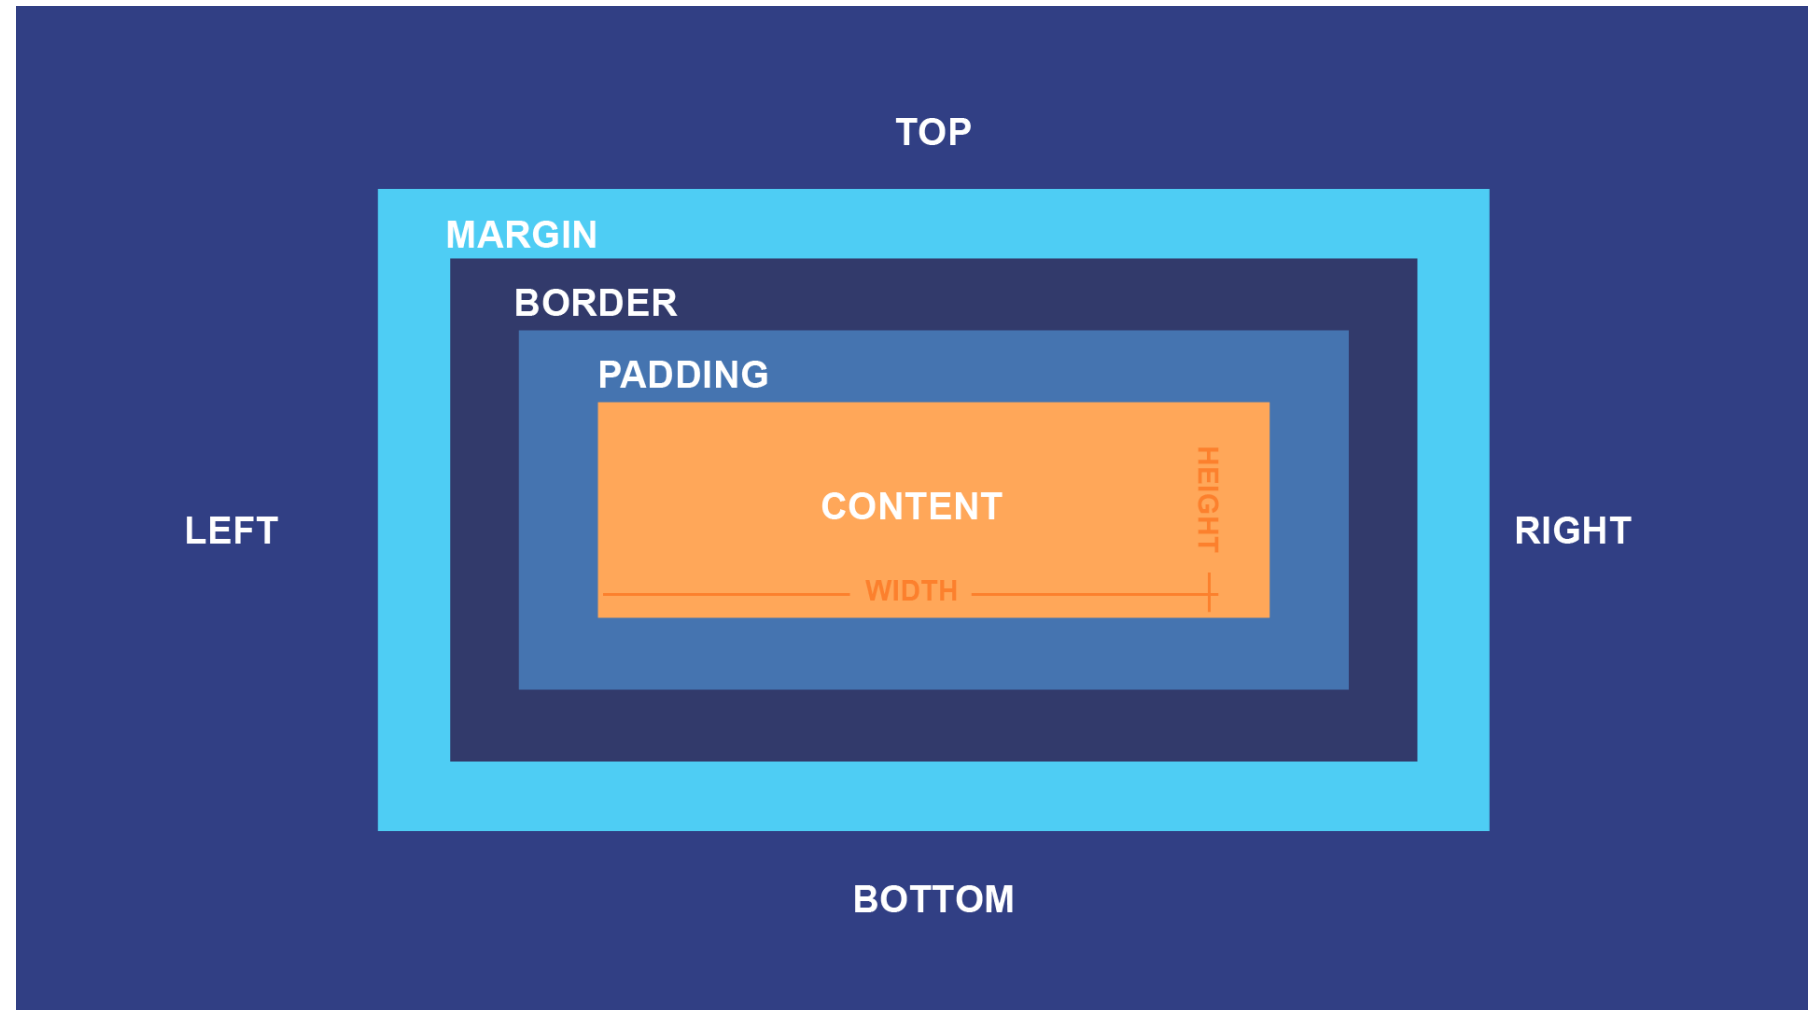 TOP
MARGIN
BORDER
PADDING
HEIGHT
CONTENT
LEFT
RIGHT
WIDTH
BOTTOM